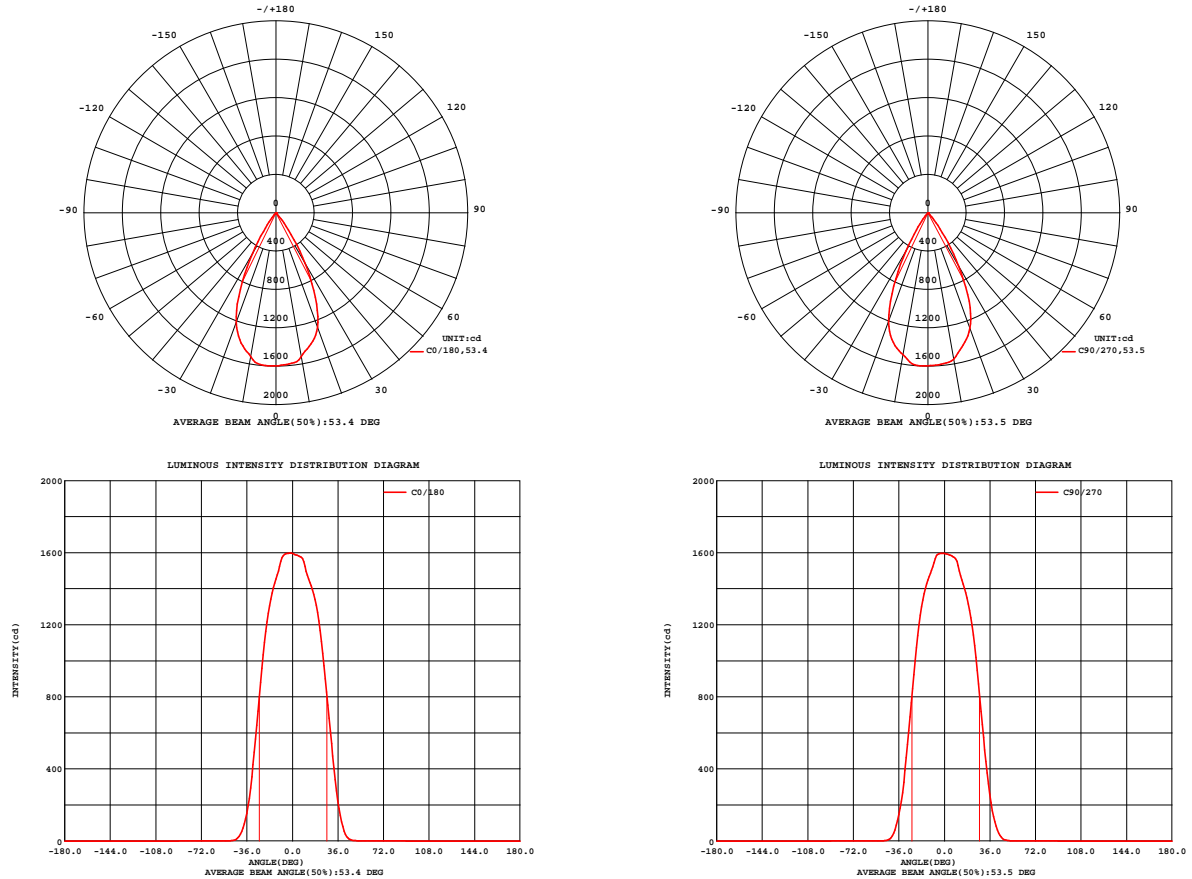 -/+180
-150 150
-120 120
-90 90
-60 60
-30 30
0
400
800
1200
1600
2000
0
UNIT:cd
C0/180,53.4
AVERAGE BEAM ANGLE(50%):53.4 DEG
-/+180
-150 150
-120 120
-90 90
-60 60
-30 30
0
400
800
1200
1600
2000
0
UNIT:cd
C90/270,53.5
AVERAGE BEAM ANGLE(50%):53.5 DEG
LUMINOUS INTENSITY DISTRIBUTION DIAGRAM
C0/180
2000
1600
1200
800
400
0
INTENSITY(cd)
-180.0 -144.0 -108.0 -72.0 -36.0 0.0 36.0 72.0 108.0 144.0 180.0
ANGLE(DEG)
AVERAGE BEAM ANGLE(50%):53.4 DEG
LUMINOUS INTENSITY DISTRIBUTION DIAGRAM
C90/270
2000
1600
1200
800
400
0
INTENSITY(cd)
-180.0 -144.0 -108.0 -72.0 -36.0 0.0 36.0 72.0 108.0 144.0 180.0
ANGLE(DEG)
AVERAGE BEAM ANGLE(50%):53.5 DEG